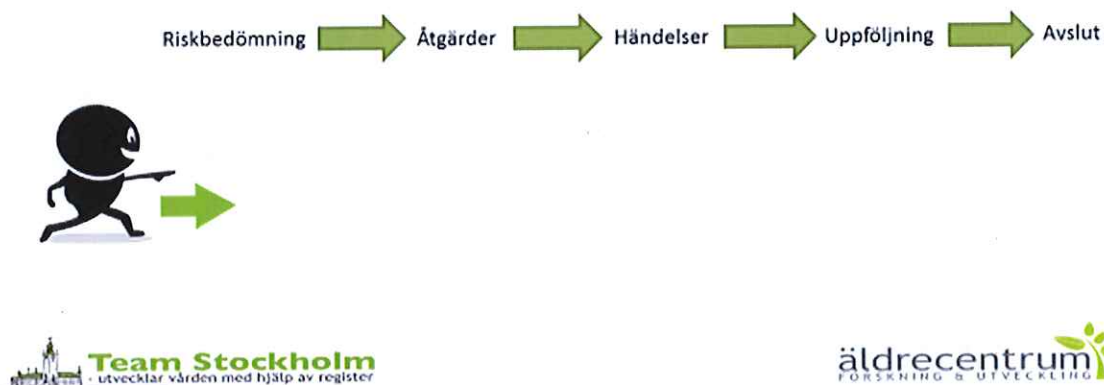 Riskbedömning Åtgärder Händelser Uppföljning Avslut
Team Stockholm
- utvecklar vården med hjälp av register
äldrecentrum
FORSKNING & UTVECKLING